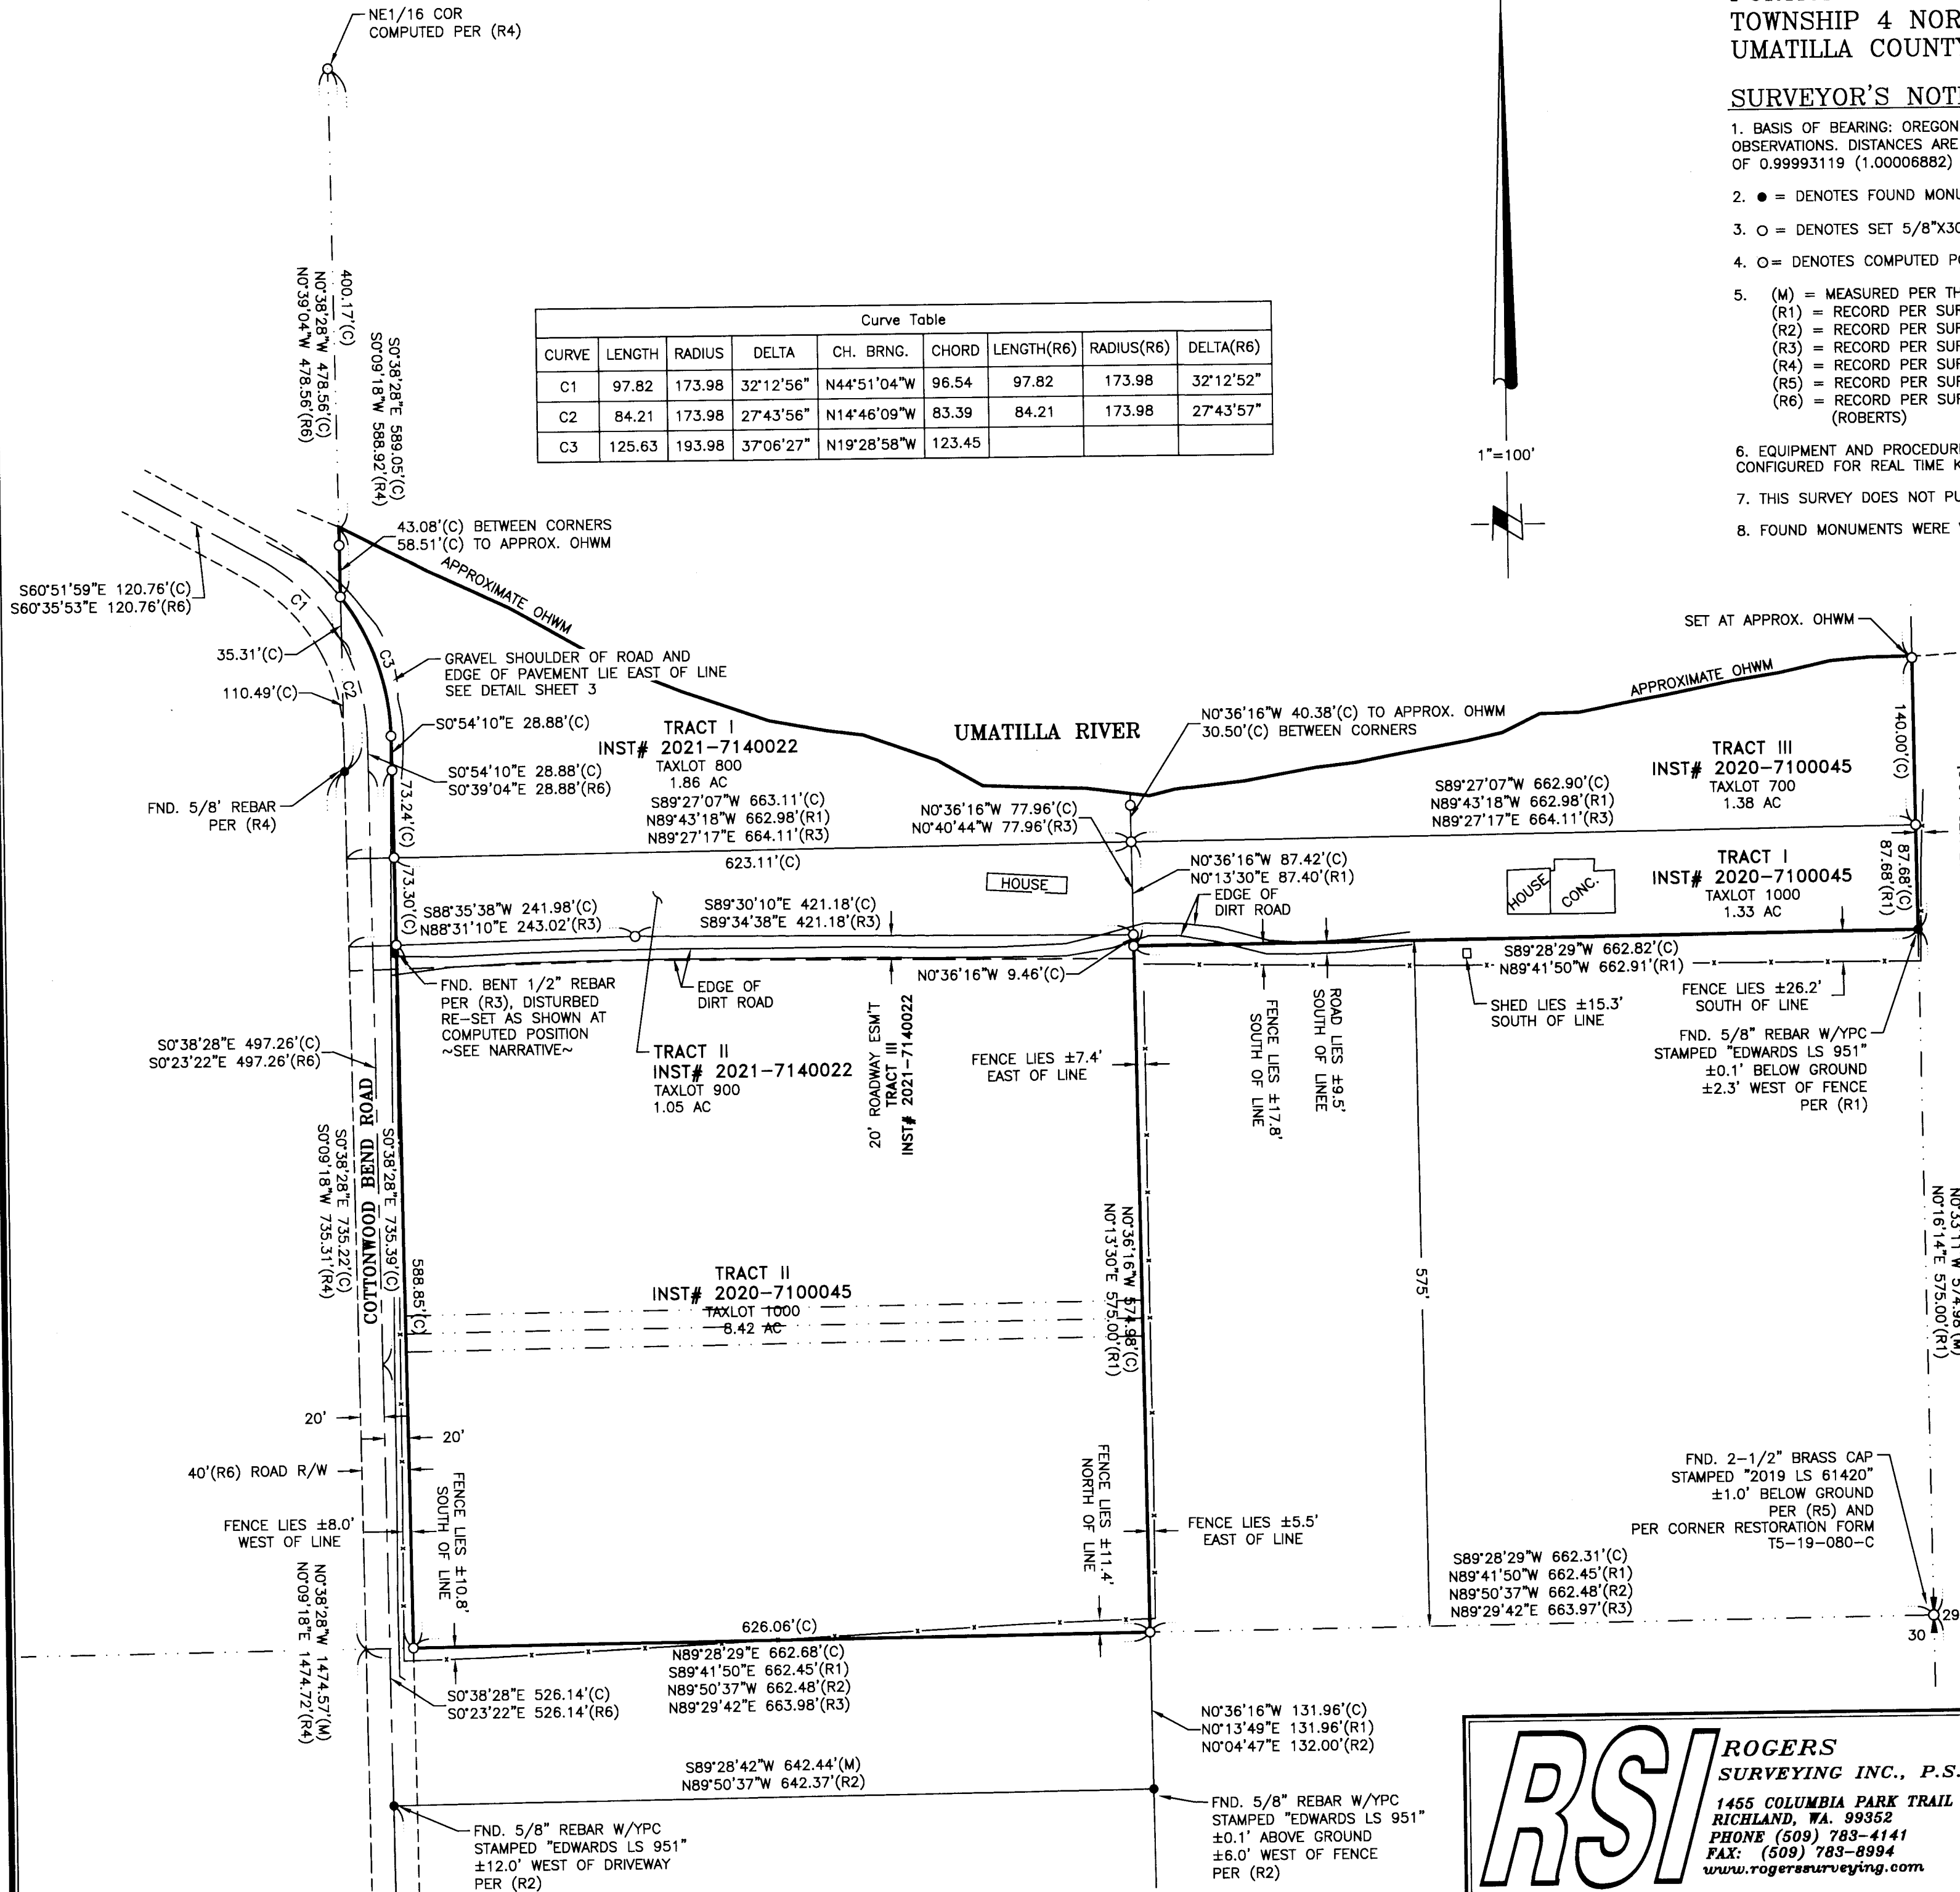 NE1/16 COR
COMPUTED PER (R4)
TOWNSHIP 4 NOR
UMATILLA COUNTY
SURVEYOR'S NOT
1. BASIS OF BEARING: OREGON
OBSERVATIONS. DISTANCES ARE
OF 0.99993119 (1.00006882)
2. ● = DENOTES FOUND MON
3. ○ = DENOTES SET 5/8"X30
4. ○= DENOTES COMPUTED P
5. (M) = MEASURED PER TH
(R1) = RECORD PER SUR
(R2) = RECORD PER SUR
(R3) = RECORD PER SUR
(R4) = RECORD PER SUR
(R5) = RECORD PER SUR
(R6) = RECORD PER SUR
(ROBERTS)
6. EQUIPMENT AND PROCEDUR
CONFIGURED FOR REAL TIME K
7. THIS SURVEY DOES NOT PU
8. FOUND MONUMENTS WERE
1"=100'
400.17'(C)
N0°38'28"W 478.56'(C)
N0°39'04"W 478.56'(R6)
S0°38'28"E 589.05'(C)
S0°09'18"W 588.92'(R4)
Curve Table
CURVE LENGTH RADIUS DELTA CH. BRNG. CHORD LENGTH(R6) RADIUS(R6) DELTA(R6)
C1 97.82 173.98 32°12'56" N44°51'04"W 96.54 97.82 173.98 32°12'52"
C2 84.21 173.98 27°43'56" N14°46'09"W 83.39 84.21 173.98 27°43'57"
C3 125.63 193.98 37°06'27" N19°28'58"W 123.45
43.08'(C) BETWEEN CORNERS
58.51'(C) TO APPROX. OHWM
APPROXIMATE OHWM
S60°51'59"E 120.76'(C)
S60°35'53"E 120.76'(R6)
C1
C2
C3
35.31'(C)
110.49'(C)
GRAVEL SHOULDER OF ROAD AND
EDGE OF PAVEMENT LIE EAST OF LINE
SEE DETAIL SHEET 3
S0°54'10"E 28.88'(C)
S0°54'10"E 28.88'(C)
S0°39'04"E 28.88'(R6)
FND. 5/8' REBAR
PER (R4)
73.24'(C)
73.30'(C)
TRACT I
INST# 2021-7140022
TAXLOT 800
1.86 AC
S89°27'07"W 663.11'(C)
N89°43'18"W 662.98'(R1)
N89°27'17"E 664.11'(R3)
623.11'(C)
UMATILLA RIVER
N0°36'16"W 40.38'(C) TO APPROX. OHWM
30.50'(C) BETWEEN CORNERS
N0°36'16"W 77.96'(C)
N0°40'44"W 77.96'(R3)
SET AT APPROX. OHWM
APPROXIMATE OHWM
140.00'(C)
TRACT III
INST# 2020-7100045
TAXLOT 700
1.38 AC
S89°27'07"W 662.90'(C)
N89°43'18"W 662.98'(R1)
N89°27'17"E 664.11'(R3)
N0°36'16"W 87.42'(C)
N0°13'30"E 87.40'(R1)
EDGE OF
DIRT ROAD
HOUSE
HOUSE
CONC.
TRACT I
INST# 2020-7100045
TAXLOT 1000
1.33 AC
87.68'(C)
87.68'(R1)
S88°35'38"W 241.98'(C)
N88°31'10"E 243.02'(R3)
S89°30'10"E 421.18'(C)
S89°34'38"E 421.18'(R3)
N0°36'16"W 9.46'(C)
S89°28'29"W 662.82'(C)
N89°41'50"W 662.91'(R1)
FND. BENT 1/2" REBAR
PER (R3), DISTURBED
RE-SET AS SHOWN AT
COMPUTED POSITION
~SEE NARRATIVE~
EDGE OF
DIRT ROAD
TRACT II
INST# 2021-7140022
TAXLOT 900
1.05 AC
20' ROADWAY ESM'T
TRACT III
INST# 2021-7140022
FENCE LIES ±7.4'
EAST OF LINE
FENCE LIES ±17.8'
SOUTH OF LINE
ROAD LIES ±9.5'
SOUTH OF LINEE
SHED LIES ±15.3'
SOUTH OF LINE
FENCE LIES ±26.2'
SOUTH OF LINE
FND. 5/8" REBAR W/YPC
STAMPED "EDWARDS LS 951"
±0.1' BELOW GROUND
±2.3' WEST OF FENCE
PER (R1)
S0°38'28"E 497.26'(C)
S0°23'22"E 497.26'(R6)
COTTONWOOD BEND ROAD
S0°38'28"E 735.22'(C)
S0°09'18"W 735.31'(R4)
S0°38'28"E 735.39'(C)
588.85'(C)
TRACT II
INST# 2020-7100045
TAXLOT 1000
8.42 AC
N0°36'16"W 574.98'(C)
N0°13'30"E 575.00'(R1)
575'
N0°33'11"W 574.98'(M)
N0°16'14"E 575.00'(R1)
20'
20'
40'(R6) ROAD R/W
FENCE LIES ±8.0'
WEST OF LINE
FENCE LIES ±10.8'
SOUTH OF LINE
FENCE LIES ±11.4'
NORTH OF LINE
FENCE LIES ±5.5'
EAST OF LINE
FND. 2-1/2" BRASS CAP
STAMPED "2019 LS 61420"
±1.0' BELOW GROUND
PER (R5) AND
PER CORNER RESTORATION FORM
T5-19-080-C
S89°28'29"W 662.31'(C)
N89°41'50"W 662.45'(R1)
N89°50'37"W 662.48'(R2)
N89°29'42"E 663.97'(R3)
29
30
N0°38'28"W 1474.57'(M)
N0°09'18"E 1474.72'(R4)
626.06'(C)
N89°28'29"E 662.68'(C)
S89°41'50"E 662.45'(R1)
N89°50'37"W 662.48'(R2)
N89°29'42"E 663.98'(R3)
S0°38'28"E 526.14'(C)
S0°23'22"E 526.14'(R6)
N0°36'16"W 131.96'(C)
N0°13'49"E 131.96'(R1)
N0°04'47"E 132.00'(R2)
S89°28'42"W 642.44'(M)
N89°50'37"W 642.37'(R2)
FND. 5/8" REBAR W/YPC
STAMPED "EDWARDS LS 951"
±12.0' WEST OF DRIVEWAY
PER (R2)
FND. 5/8" REBAR W/YPC
STAMPED "EDWARDS LS 951"
±0.1' ABOVE GROUND
±6.0' WEST OF FENCE
PER (R2)
RSI
ROGERS
SURVEYING INC., P.S.
1455 COLUMBIA PARK TRAIL
RICHLAND, WA. 99352
PHONE (509) 783-4141
FAX: (509) 783-8994
www.rogerssurveying.com